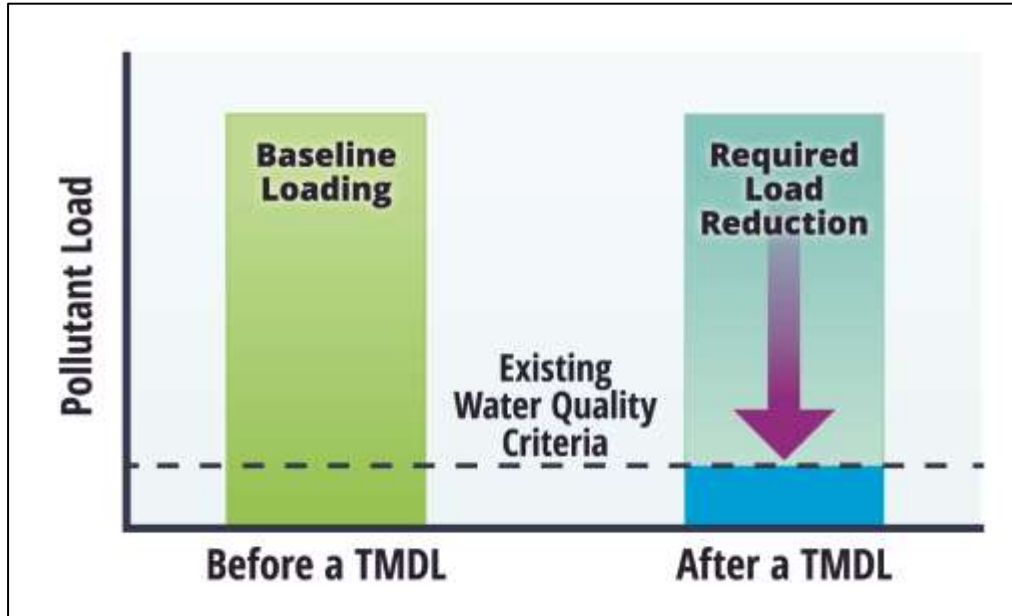 Pollutant Load
Baseline
Loading
Required
Load
Reduction
Existing
Water Quality
Criteria
Before a TMDL
After a TMDL